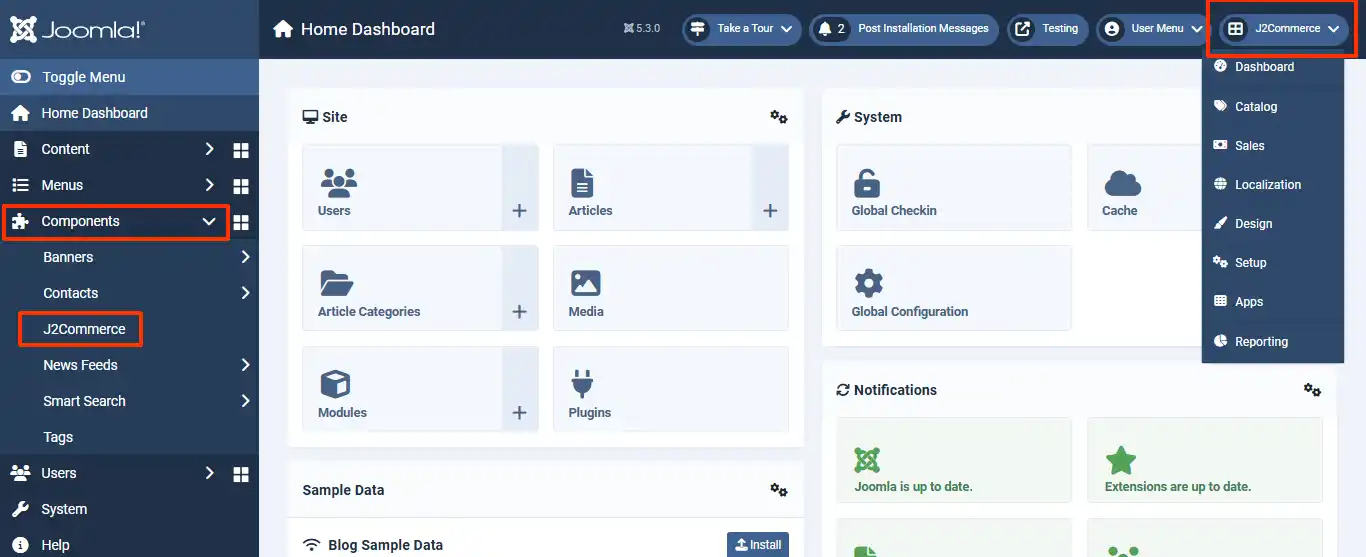 Joomla!
Home Dashboard
5.3.0
Take a Tour
2
Post Installation Messages
Testing
User Menu
J2Commerce
Toggle Menu
Home Dashboard
Content
Menus
Components
Banners
Contacts
J2Commerce
News Feeds
Smart Search
Tags
Users
System
Help
Site
Users
Articles
Article Categories
Media
Modules
Plugins
Sample Data
Blog Sample Data
Install
System
Global Checkin
Cache
Global Configuration
Notifications
Joomla is up to date.
Extensions are up to date.
Dashboard
Catalog
Sales
Localization
Design
Setup
Apps
Reporting